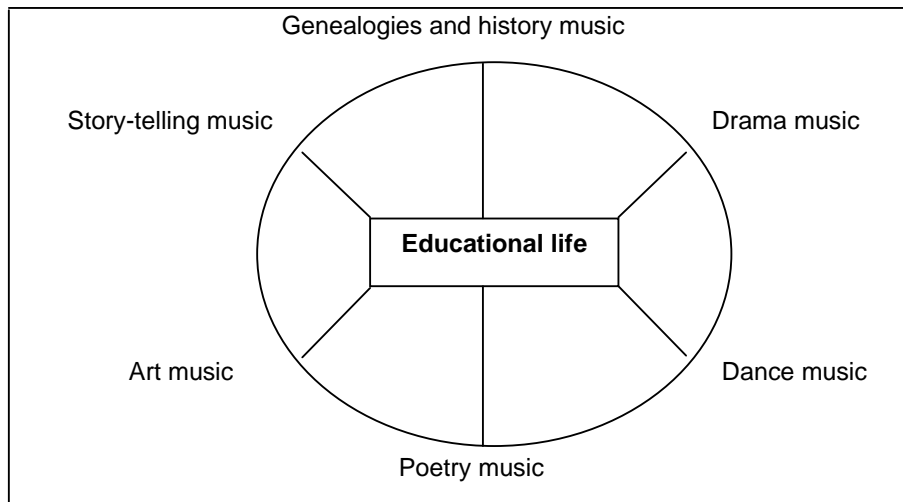 Genealogies and history music
Story-telling music
Drama music
Educational life
Art music
Dance music
Poetry music